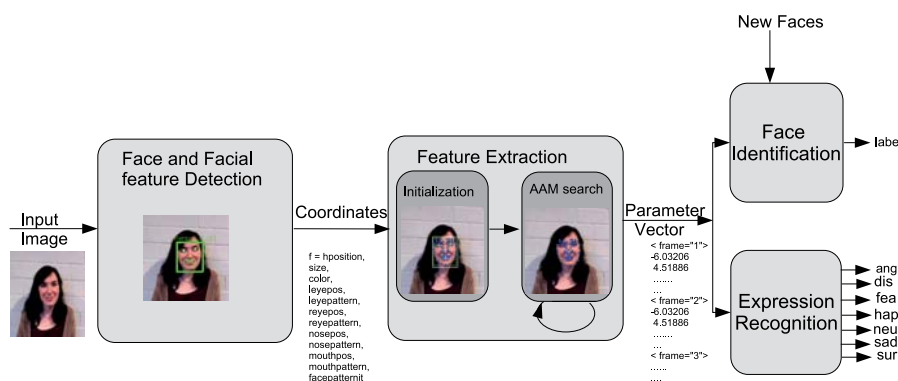 New Faces
Face and Facial
feature Detection
Feature Extraction
Initialization
AAM search
Face
Identification
label
Input
Image
Coordinates
f = hposition,
size,
color,
leyepos,
leyepattern,
reyepos,
reyepattern,
nosepos,
nosepattern,
mouthpos,
mouthpattern,
facepatternit
Parameter
Vector
< frame="1">
-6.03206
4.51886
.......
...
< frame="2">
-6.03206
4.51886
.......
...
< frame="3">
......
....
Expression
Recognition
ang
dis
fea
hap
neu
sad
sur